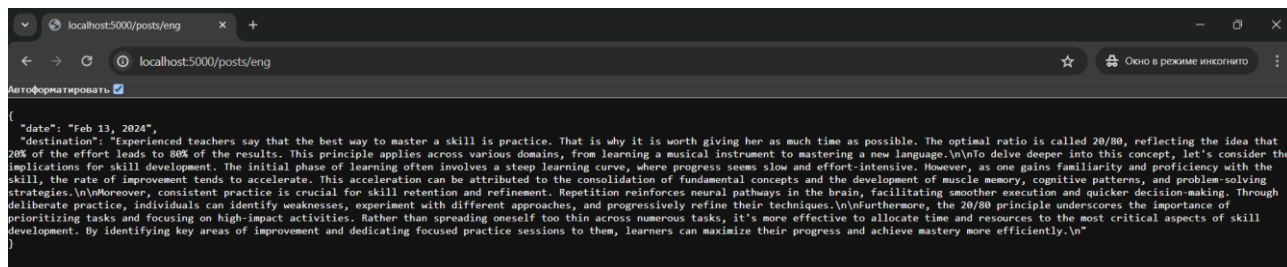 localhost:5000/posts/eng
localhost:5000/posts/eng
Окно в режиме инкогнито
Автоформатировать
{
"date": "Feb 13, 2024",
"destination": "Experienced teachers say that the best way to master a skill is practice. That is why it is worth giving her as much time as possible. The optimal ratio is called 20/80, reflecting the idea that
20% of the effort leads to 80% of the results. This principle applies across various domains, from learning a musical instrument to mastering a new language.\n\nTo delve deeper into this concept, let's consider the
implications for skill development. The initial phase of learning often involves a steep learning curve, where progress seems slow and effort-intensive. However, as one gains familiarity and proficiency with the
skill, the rate of improvement tends to accelerate. This acceleration can be attributed to the consolidation of fundamental concepts and the development of muscle memory, cognitive patterns, and problem-solving
strategies.\n\nMoreover, consistent practice is crucial for skill retention and refinement. Repetition reinforces neural pathways in the brain, facilitating smoother execution and quicker decision-making. Through
deliberate practice, individuals can identify weaknesses, experiment with different approaches, and progressively refine their techniques.\n\nFurthermore, the 20/80 principle underscores the importance of
prioritizing tasks and focusing on high-impact activities. Rather than spreading oneself too thin across numerous tasks, it's more effective to allocate time and resources to the most critical aspects of skill
development. By identifying key areas of improvement and dedicating focused practice sessions to them, learners can maximize their progress and achieve mastery more efficiently.\n"
}